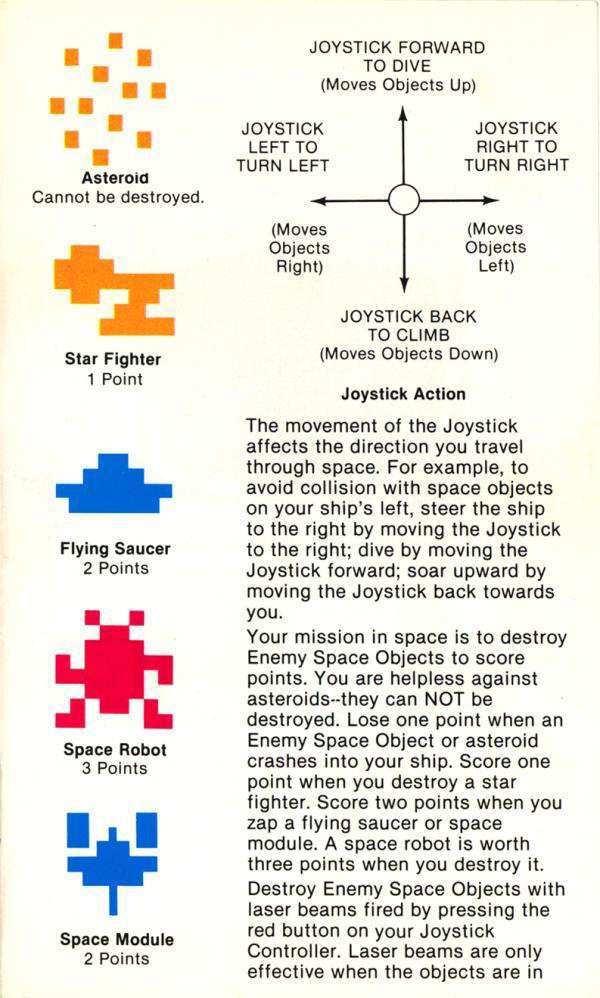 Asteroid
Cannot be destroyed.
Star Fighter
1 Point
Flying Saucer
2 Points
Space Robot
3 Points
Space Module
2 Points
JOYSTICK FORWARD
TO DIVE
(Moves Objects Up)
JOYSTICK
LEFT TO
TURN LEFT
JOYSTICK
RIGHT TO
TURN RIGHT
(Moves
Objects
Right)
(Moves
Objects
Left)
JOYSTICK BACK
TO CLIMB
(Moves Objects Down)
Joystick Action
The movement of the Joystick
affects the direction you travel
through space. For example, to
avoid collision with space objects
on your ship's left, steer the ship
to the right by moving the Joystick
to the right; dive by moving the
Joystick forward; soar upward by
moving the Joystick back towards
you.
Your mission in space is to destroy
Enemy Space Objects to score
points. You are helpless against
asteroids--they can NOT be
destroyed. Lose one point when an
Enemy Space Object or asteroid
crashes into your ship. Score one
point when you destroy a star
fighter. Score two points when you
zap a flying saucer or space
module. A space robot is worth
three points when you destroy it.
Destroy Enemy Space Objects with
laser beams fired by pressing the
red button on your Joystick
Controller. Laser beams are only
effective when the objects are in